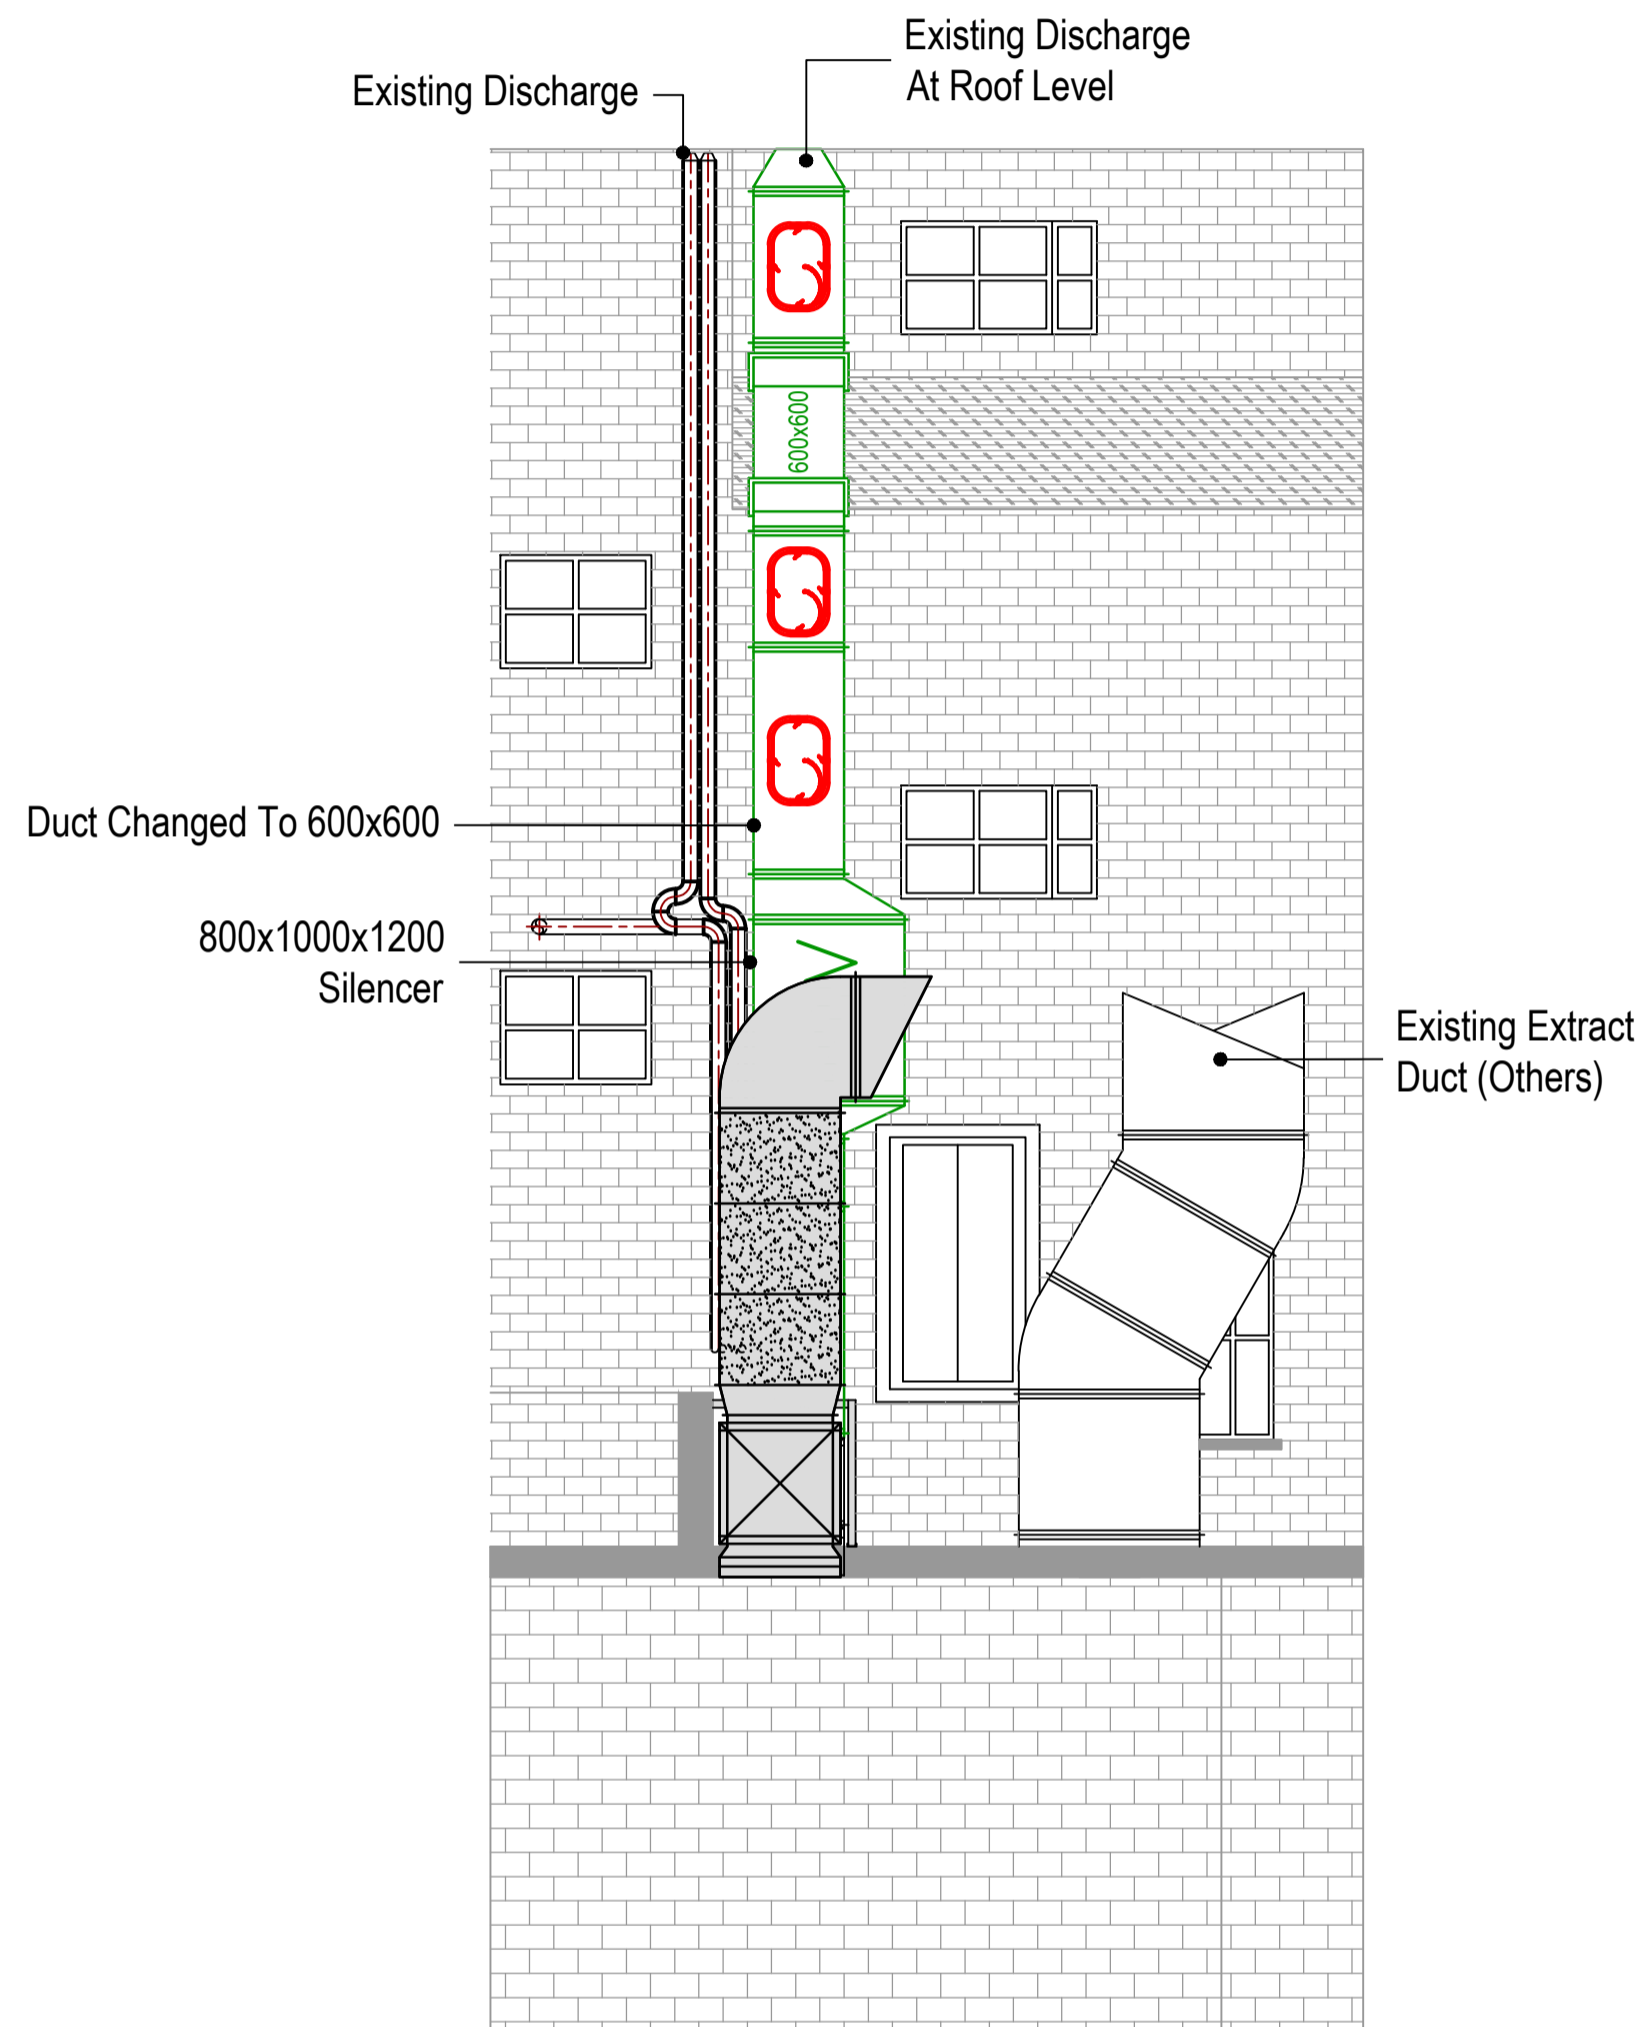 Existing Discharge
At Roof Level
Existing Discharge
600x600
Duct Changed To 600x600
800x1000x1200
Silencer
Existing Extract
Duct (Others)